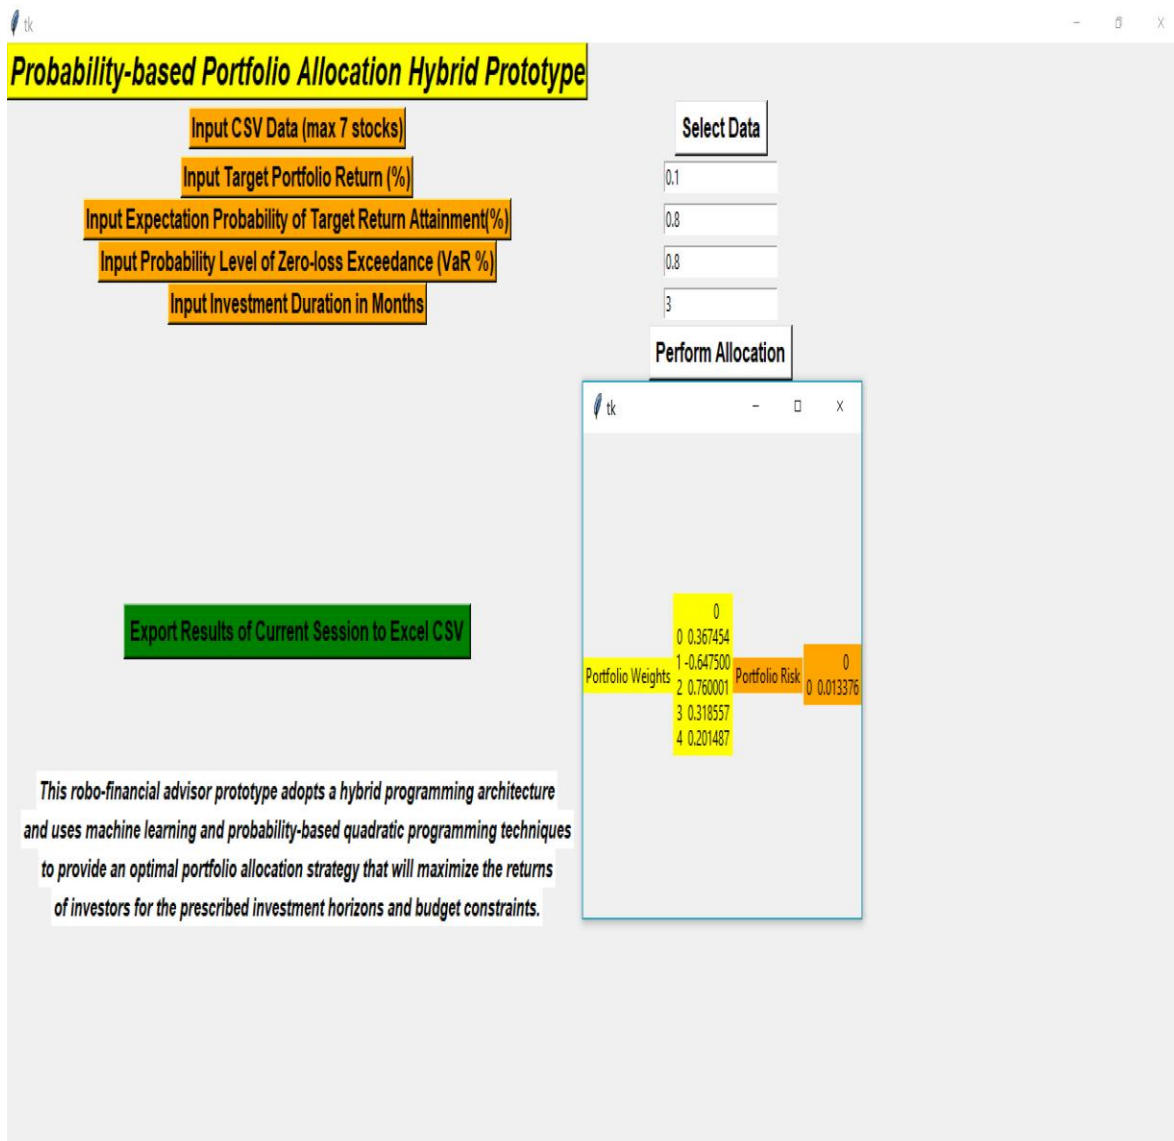 tk
Probability-based Portfolio Allocation Hybrid Prototype
Input CSV Data (max 7 stocks)
Select Data
Input Target Portfolio Return (%)
0.1
Input Expectation Probability of Target Return Attainment(%)
0.8
Input Probability Level of Zero-loss Exceedance (VaR %)
0.8
Input Investment Duration in Months
3
Perform Allocation
tk
Portfolio Weights
0
0 0.367454
1 -0.647500
2 0.760001
3 0.318557
4 0.201487
Portfolio Risk
0
0 0.013376
Export Results of Current Session to Excel CSV
This robo-financial advisor prototype adopts a hybrid programming architecture
and uses machine learning and probability-based quadratic programming techniques
to provide an optimal portfolio allocation strategy that will maximize the returns
of investors for the prescribed investment horizons and budget constraints.